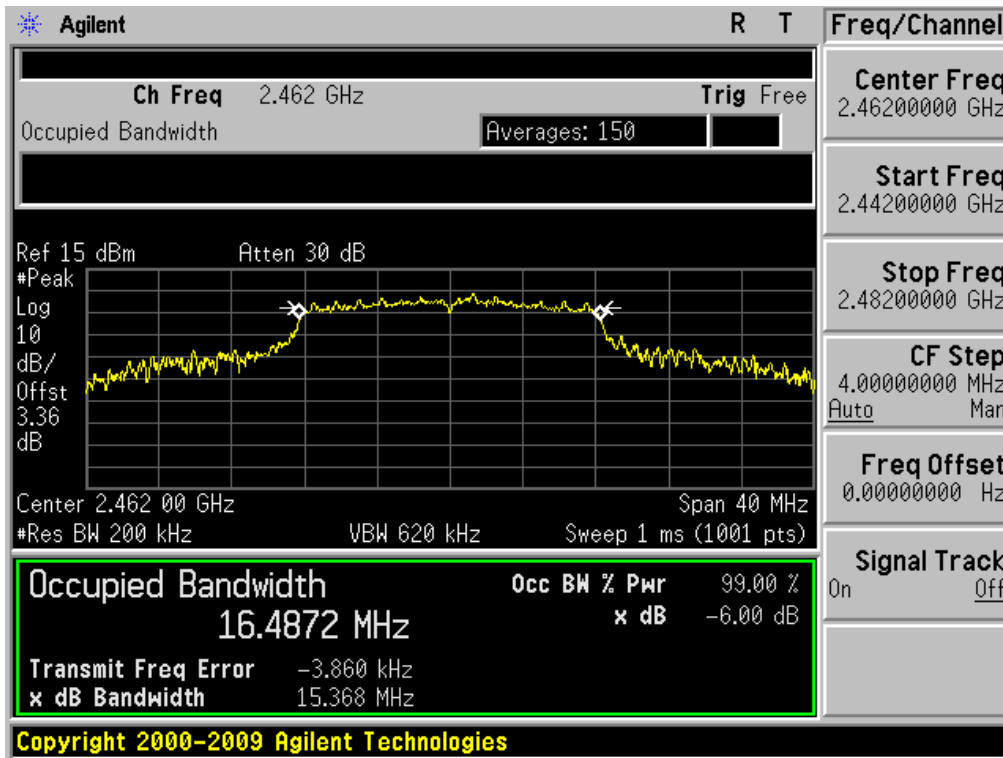 Agilent R T
Freq/Channel
Ch Freq 2.462 GHz Trig Free
Occupied Bandwidth Averages: 150
Center Freq
2.46200000 GHz
Start Freq
2.44200000 GHz
Stop Freq
2.48200000 GHz
CF Step
4.00000000 MHz
Auto Man
Freq Offset
0.00000000 Hz
Signal Track
On Off
Ref 15 dBm Atten 30 dB
#Peak
Log
10
dB/
Offst
3.36
dB
Center 2.462 00 GHz Span 40 MHz
#Res BW 200 kHz VBW 620 kHz Sweep 1 ms (1001 pts)
Occupied Bandwidth Occ BW % Pwr 99.00 %
16.4872 MHz x dB -6.00 dB
Transmit Freq Error -3.860 kHz
x dB Bandwidth 15.368 MHz
Copyright 2000-2009 Agilent Technologies